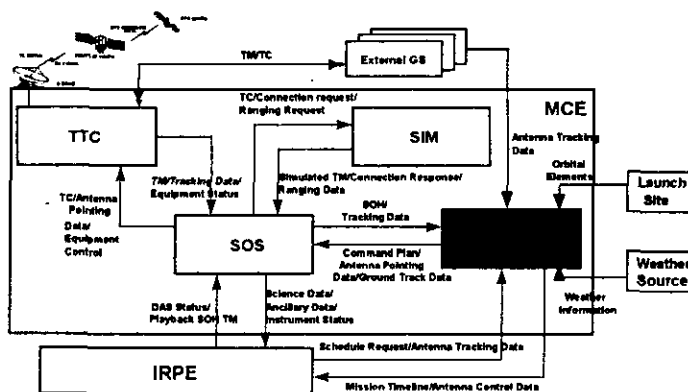 TM/TC
External GS
TC/Connection request/
Ranging Request
MCE
TTC
SIM
Antenna Tracking
Data
Orbital
Elements
Launch
Site
TM/Tracking Data/
Equipment Status
Simulated TM/Connection Response/
Ranging Data
TC/Antenna
Pointing
Data/
Equipment
Control
SOS
SOH/
Tracking Data
Command Plan/
Antenna Pointing
Data/Ground Track Data
Weather
Source
Weather
Information
DAS Status/
Playback SOH TM
Science Data/
Ancillary Data/
Instrument Status
IRPE
Schedule Request/Antenna Tracking Data
Mission Timeline/Antenna Control Data